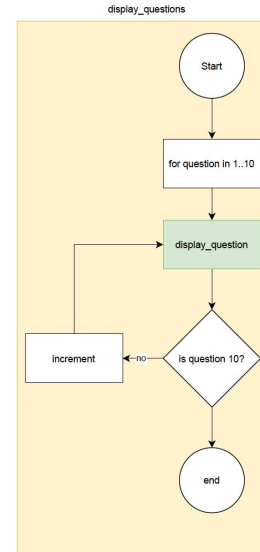 display_questions
Start
for question in 1..10
display_question
is question 10?
no
increment
end